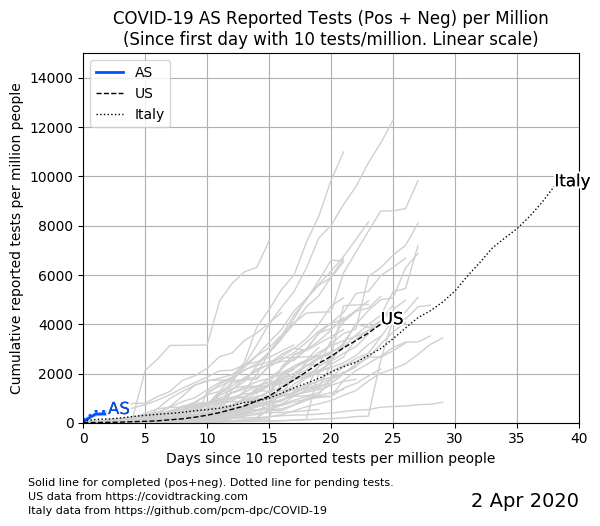 COVID-19 AS Reported Tests (Pos + Neg) per Million
(Since first day with 10 tests/million. Linear scale)
AS
US
Italy
Cumulative reported tests per million people
14000
12000
10000
8000
6000
4000
2000
0
Italy
US
AS
0 5 10 15 20 25 30 35 40
Days since 10 reported tests per million people
Solid line for completed (pos+neg). Dotted line for pending tests.
US data from https://covidtracking.com
Italy data from https://github.com/pcm-dpc/COVID-19
2 Apr 2020